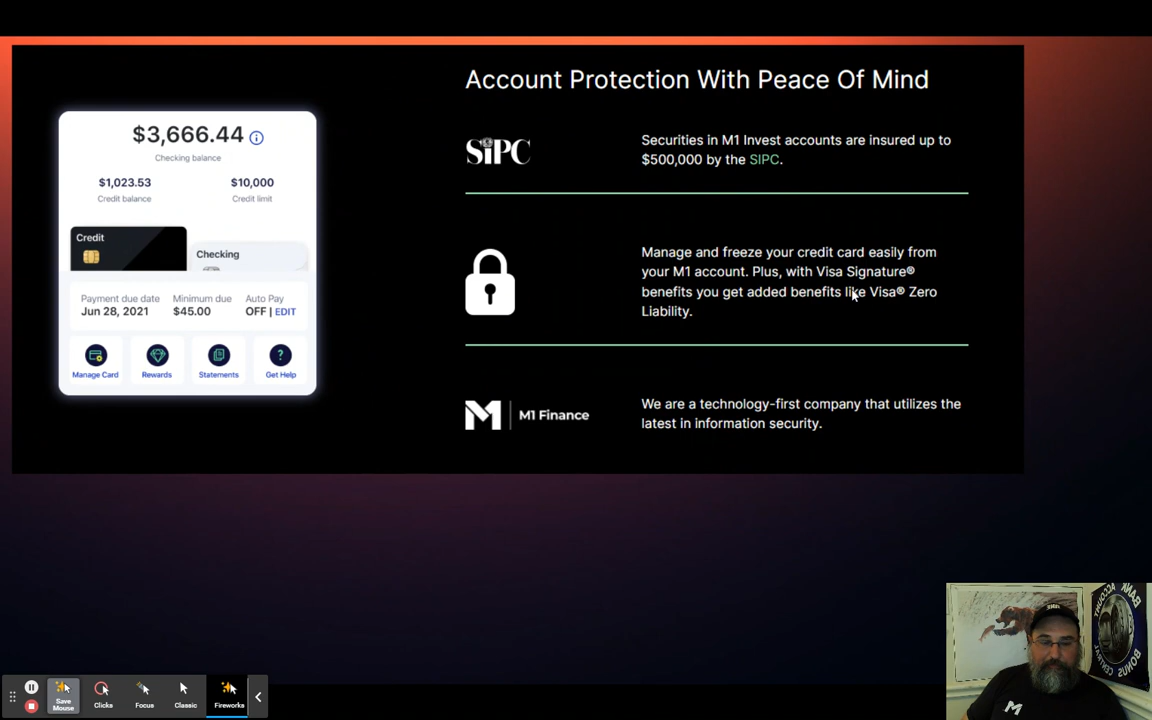 Account Protection With Peace Of Mind
$3,666.44
Checking balance
$1,023.53
$10,000
Credit balance
Credit limit
Credit
Checking
Payment due date
Minimum due
Auto Pay
Jun 28, 2021
$45.00
OFF | EDIT
Manage Card
Rewards
Statements
Get Help
SiPC
Securities in M1 Invest accounts are insured up to
$500,000 by the SIPC.
Manage and freeze your credit card easily from
your M1 account. Plus, with Visa Signature®
benefits you get added benefits like Visa® Zero
Liability.
M1 Finance
We are a technology-first company that utilizes the
latest in information security.
BANK ACCOUNT
BONUS CENTRAL
Save
Mouse
Clicks
Focus
Classic
Fireworks